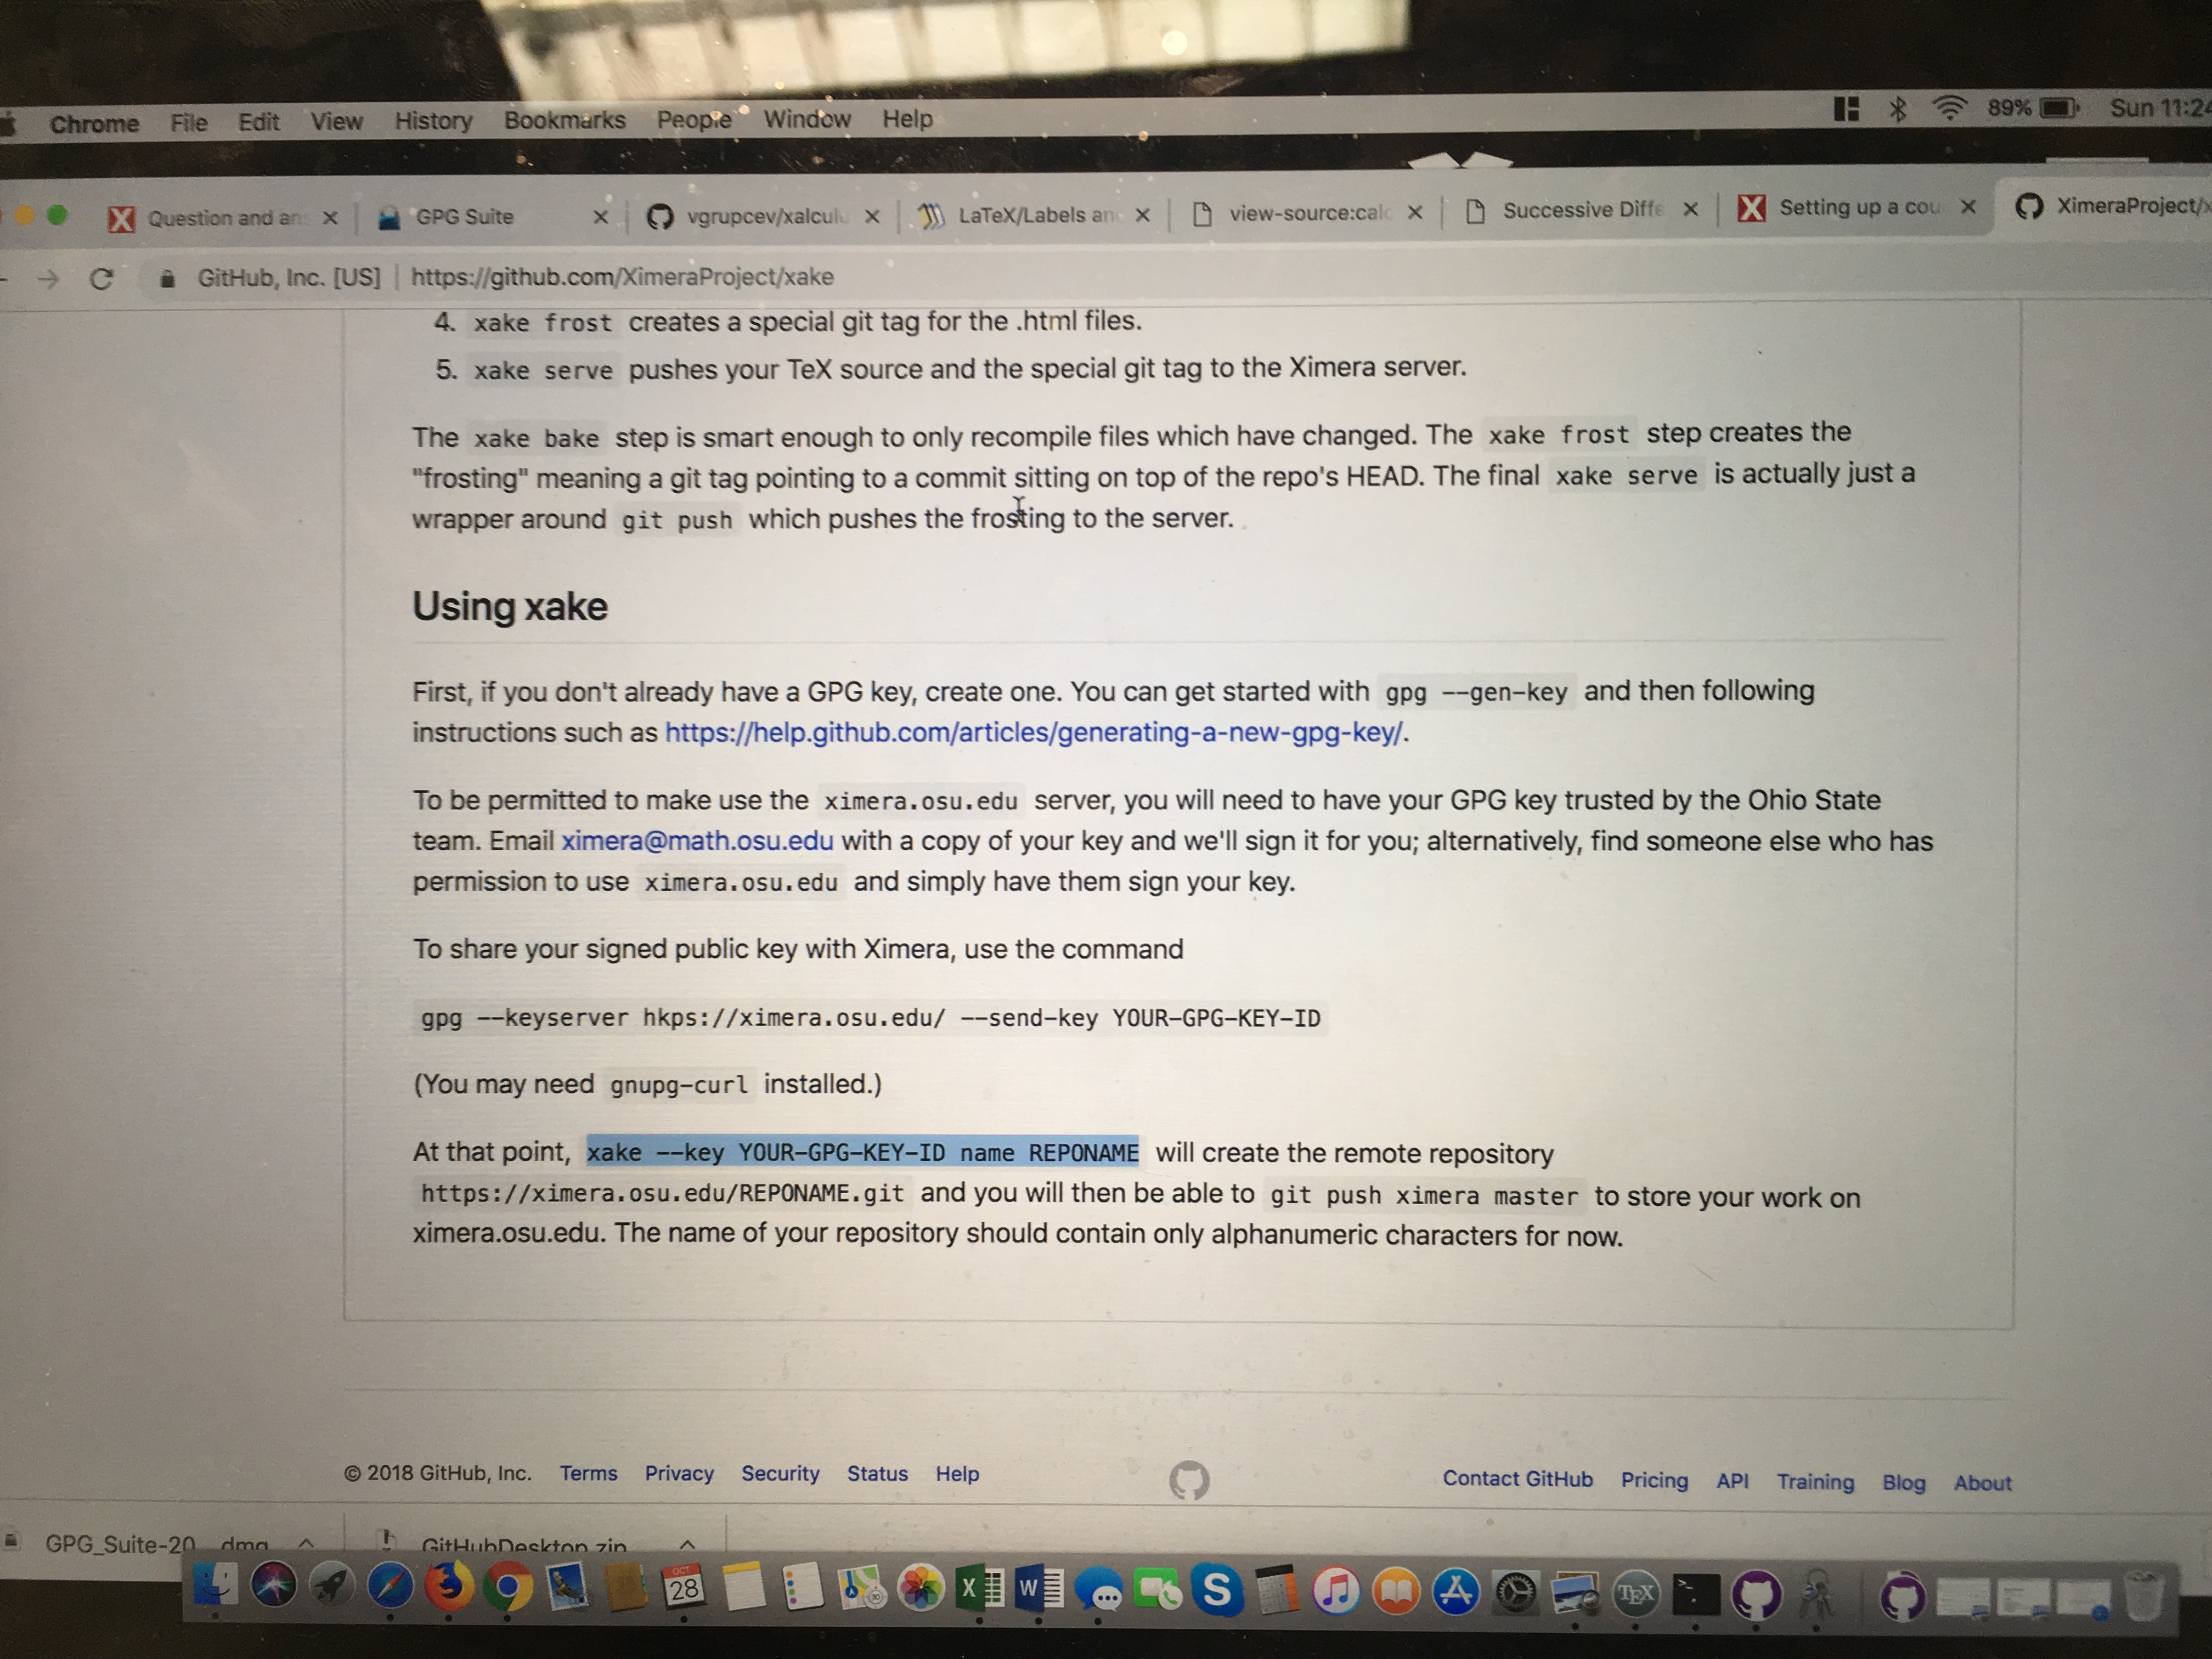 Chrome File Edit View History Bookmarks People Window Help 89% Sun 11:24
Question and an GPG Suite vgrupcev/xalcul LaTeX/Labels an view-source:calc Successive Diffe Setting up a cou XimeraProject/x
GitHub, Inc. [US] | https://github.com/XimeraProject/xake
4. xake frost creates a special git tag for the .html files.
5. xake serve pushes your TeX source and the special git tag to the Ximera server.
The xake bake step is smart enough to only recompile files which have changed. The xake frost step creates the
"frosting" meaning a git tag pointing to a commit sitting on top of the repo's HEAD. The final xake serve is actually just a
wrapper around git push which pushes the frosting to the server.
Using xake
First, if you don't already have a GPG key, create one. You can get started with gpg --gen-key and then following
instructions such as https://help.github.com/articles/generating-a-new-gpg-key/.
To be permitted to make use the ximera.osu.edu server, you will need to have your GPG key trusted by the Ohio State
team. Email ximera@math.osu.edu with a copy of your key and we'll sign it for you; alternatively, find someone else who has
permission to use ximera.osu.edu and simply have them sign your key.
To share your signed public key with Ximera, use the command
gpg --keyserver hkps://ximera.osu.edu/ --send-key YOUR-GPG-KEY-ID
(You may need gnupg-curl installed.)
At that point, xake --key YOUR-GPG-KEY-ID name REPONAME will create the remote repository
https://ximera.osu.edu/REPONAME.git and you will then be able to git push ximera master to store your work on
ximera.osu.edu. The name of your repository should contain only alphanumeric characters for now.
© 2018 GitHub, Inc. Terms Privacy Security Status Help Contact GitHub Pricing API Training Blog About
GPG_Suite-20....dmg GitHubDesktop.zip
OCT
28
X W S TEX